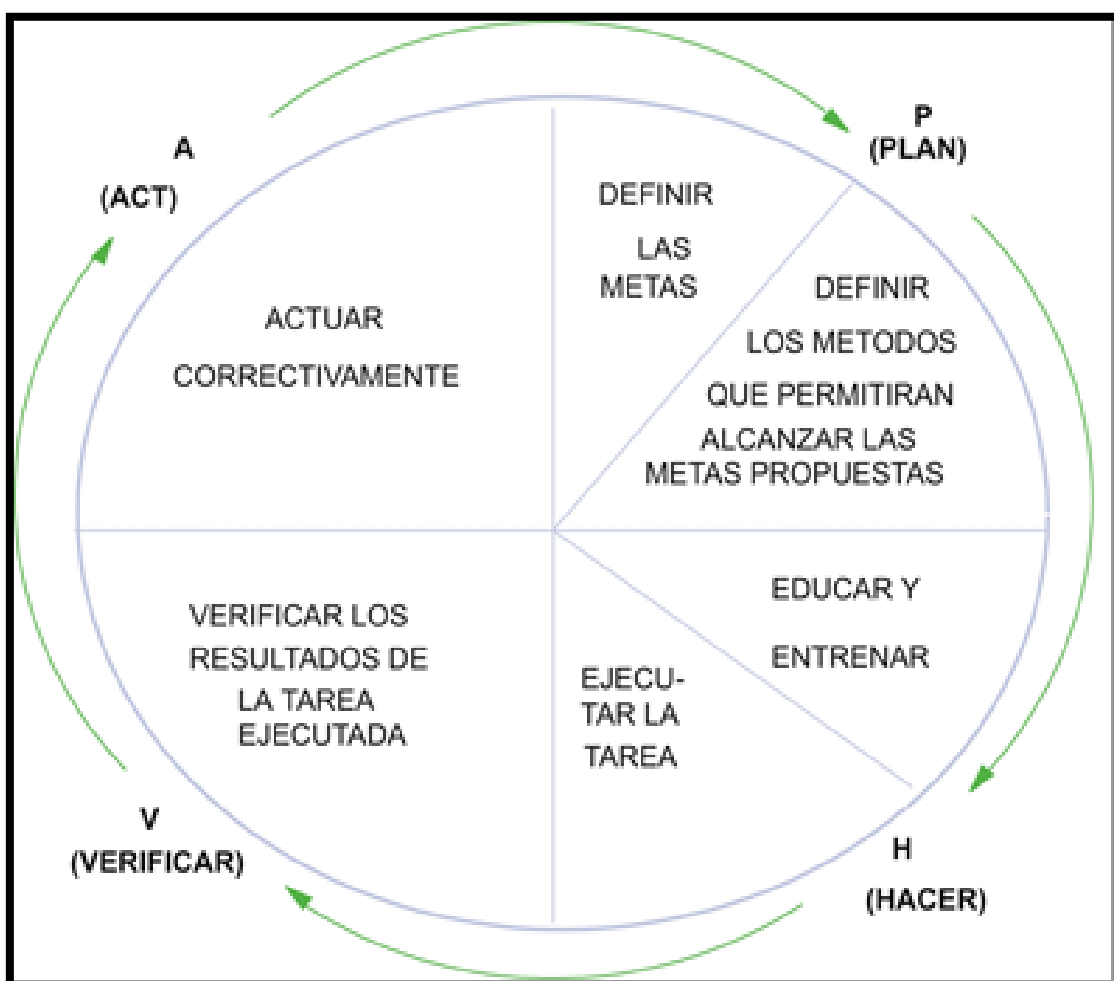 P
(PLAN)
DEFINIR
LAS
METAS
DEFINIR
LOS METODOS
QUE PERMITIRAN
ALCANZAR LAS
METAS PROPUESTAS
EDUCAR Y
ENTRENAR
H
(HACER)
EJECU-
TAR LA
TAREA
V
(VERIFICAR)
VERIFICAR LOS
RESULTADOS DE
LA TAREA
EJECUTADA
A
(ACT)
ACTUAR
CORRECTIVAMENTE